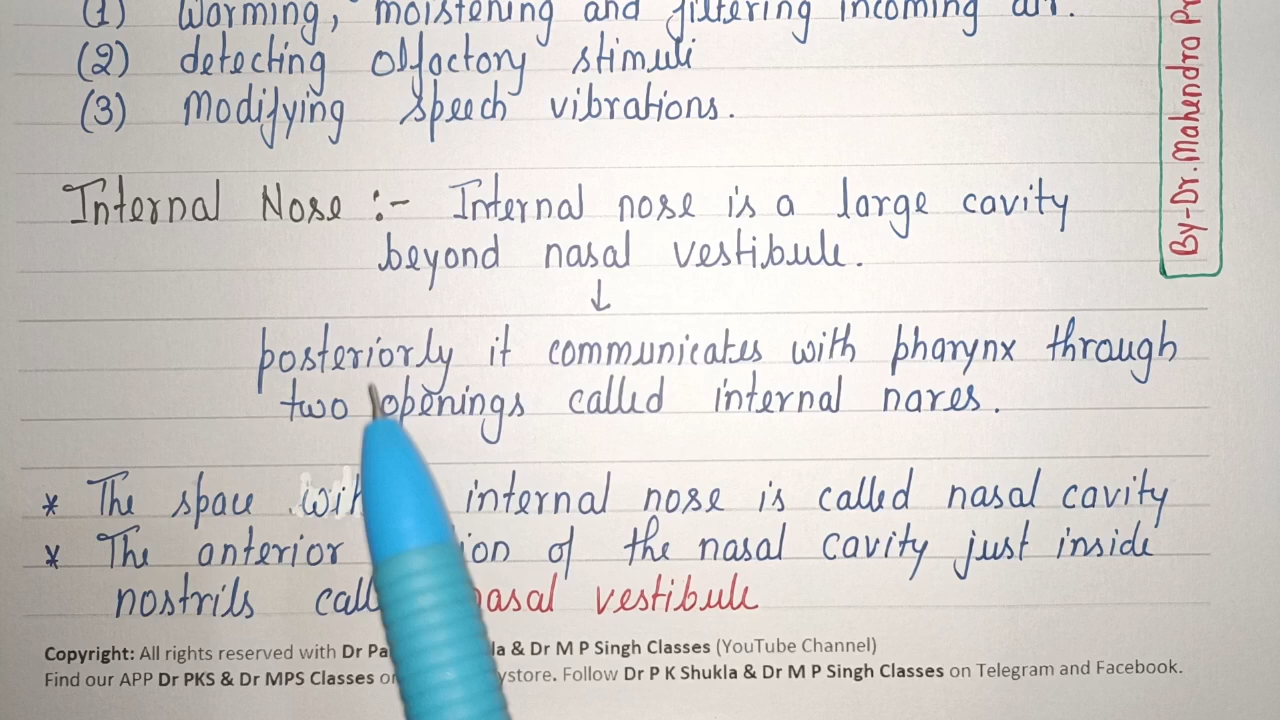 (1) Warming, moistening and filtering incoming air.
(2) detecting olfactory stimuli
(3) Modifying speech vibrations.
By-Dr. Mahendra Pr
Internal Nose :- Internal nose is a large cavity
beyond nasal vestibule.
↓
posteriorly it communicates with pharynx through
two openings called internal nares.
* The space internal nose is called nasal cavity
* The anterior of the nasal cavity just inside
nostrils nasal vestibule
Copyright: All rights reserved with Dr & Dr M P Singh Classes (YouTube Channel)
Find our APP Dr PKS & Dr MPS Classes Follow Dr P K Shukla & Dr M P Singh Classes on Telegram and Facebook.